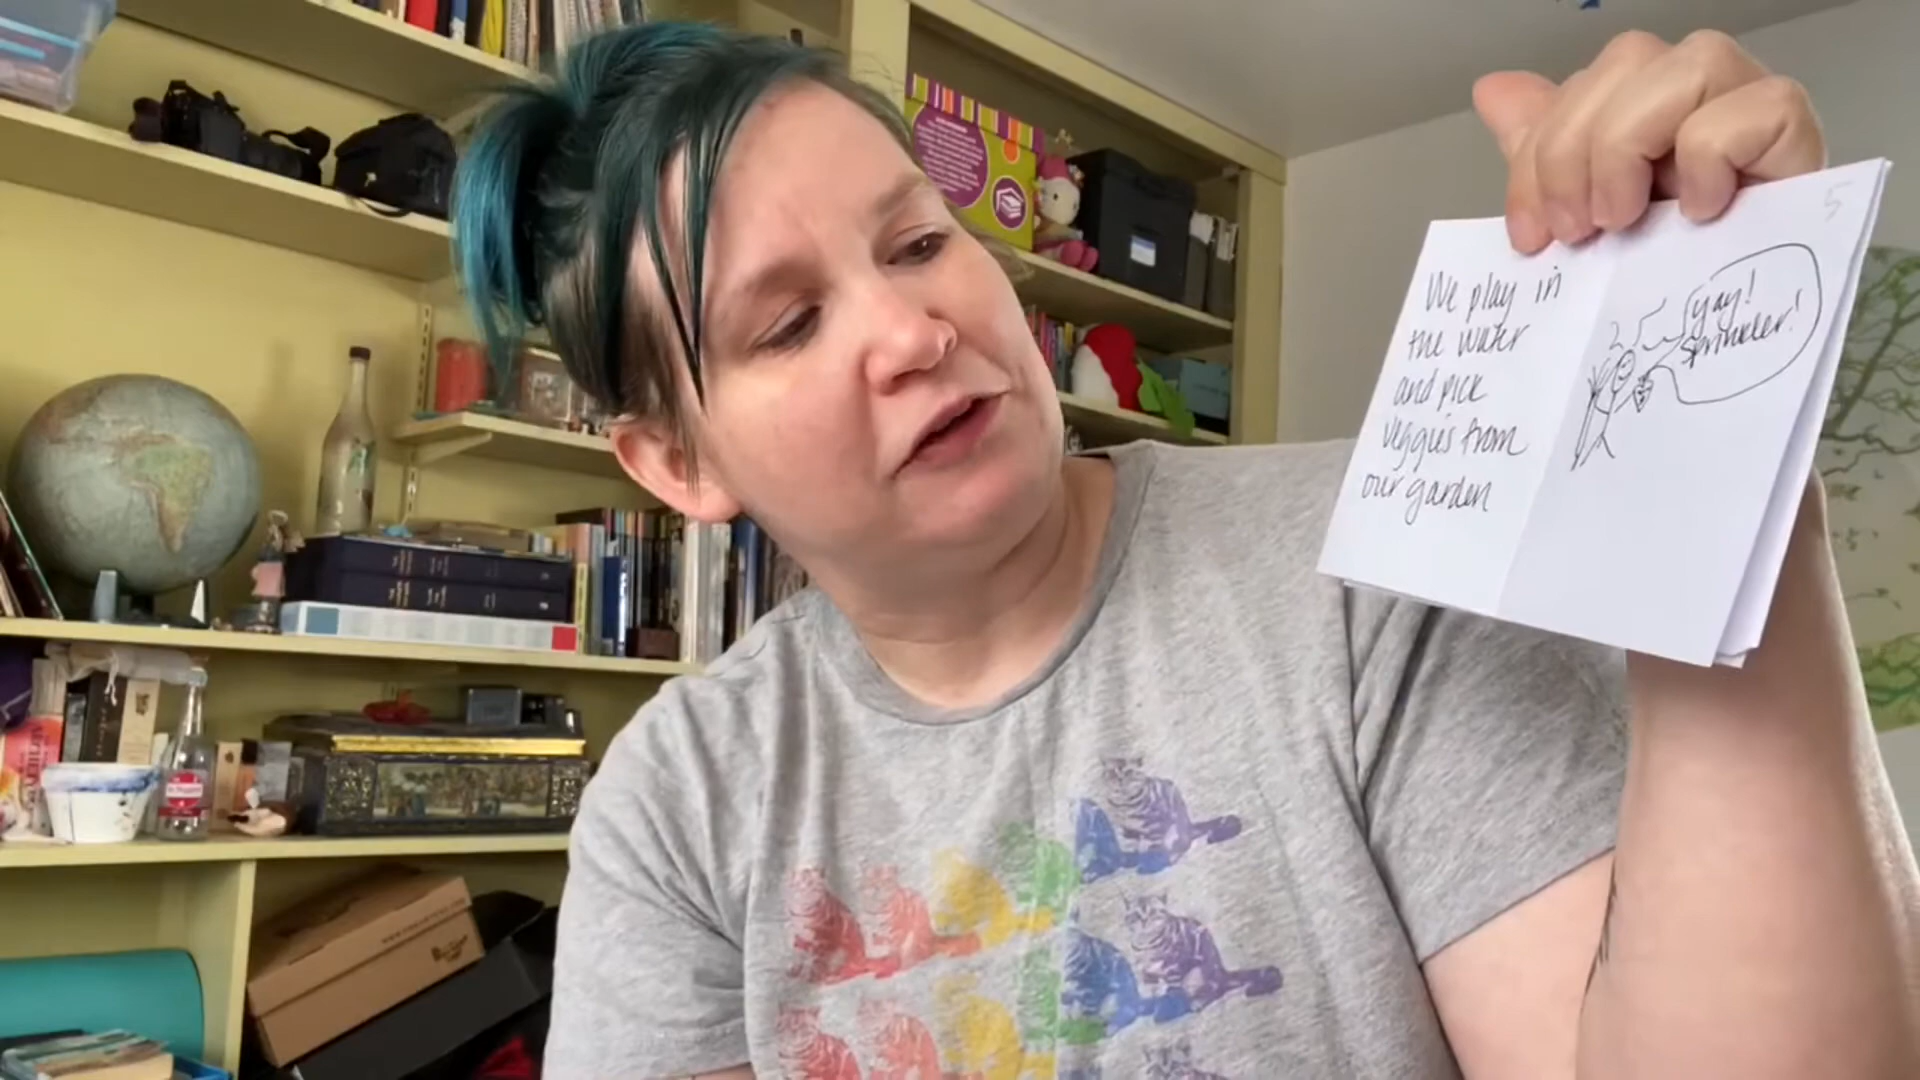 We play in
the water
and pick
veggies from
our garden
5
yay!
sprinkler!